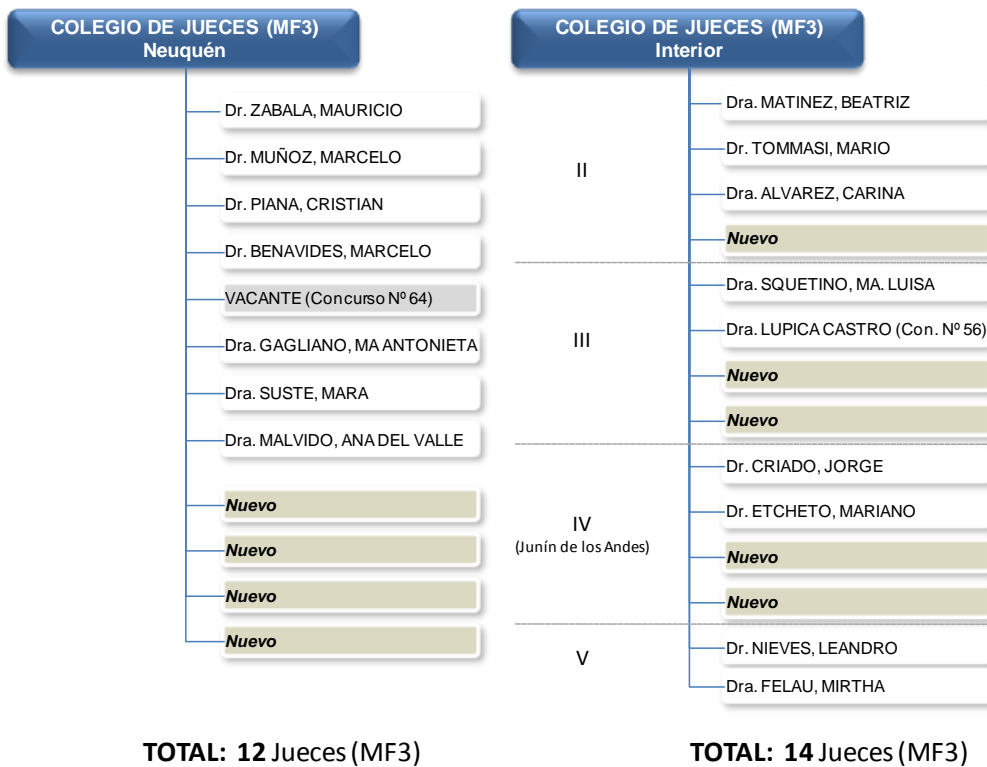 COLEGIO DE JUECES (MF3)
Neuquén
Dr. ZABALA, MAURICIO
Dr. MUÑOZ, MARCELO
Dr. PIANA, CRISTIAN
Dr. BENAVIDES, MARCELO
VACANTE (Concurso Nº 64)
Dra. GAGLIANO, MA ANTONIETA
Dra. SUSTE, MARA
Dra. MALVIDO, ANA DEL VALLE
Nuevo
Nuevo
Nuevo
Nuevo
TOTAL: 12 Jueces (MF3)
COLEGIO DE JUECES (MF3)
Interior
II
Dra. MATINEZ, BEATRIZ
Dr. TOMMASI, MARIO
Dra. ALVAREZ, CARINA
Nuevo
III
Dra. SQUETINO, MA. LUISA
Dra. LUPICA CASTRO (Con. Nº 56)
Nuevo
Nuevo
IV
(Junín de los Andes)
Dr. CRIADO, JORGE
Dr. ETCHETO, MARIANO
Nuevo
Nuevo
V
Dr. NIEVES, LEANDRO
Dra. FELAU, MIRTHA
TOTAL: 14 Jueces (MF3)